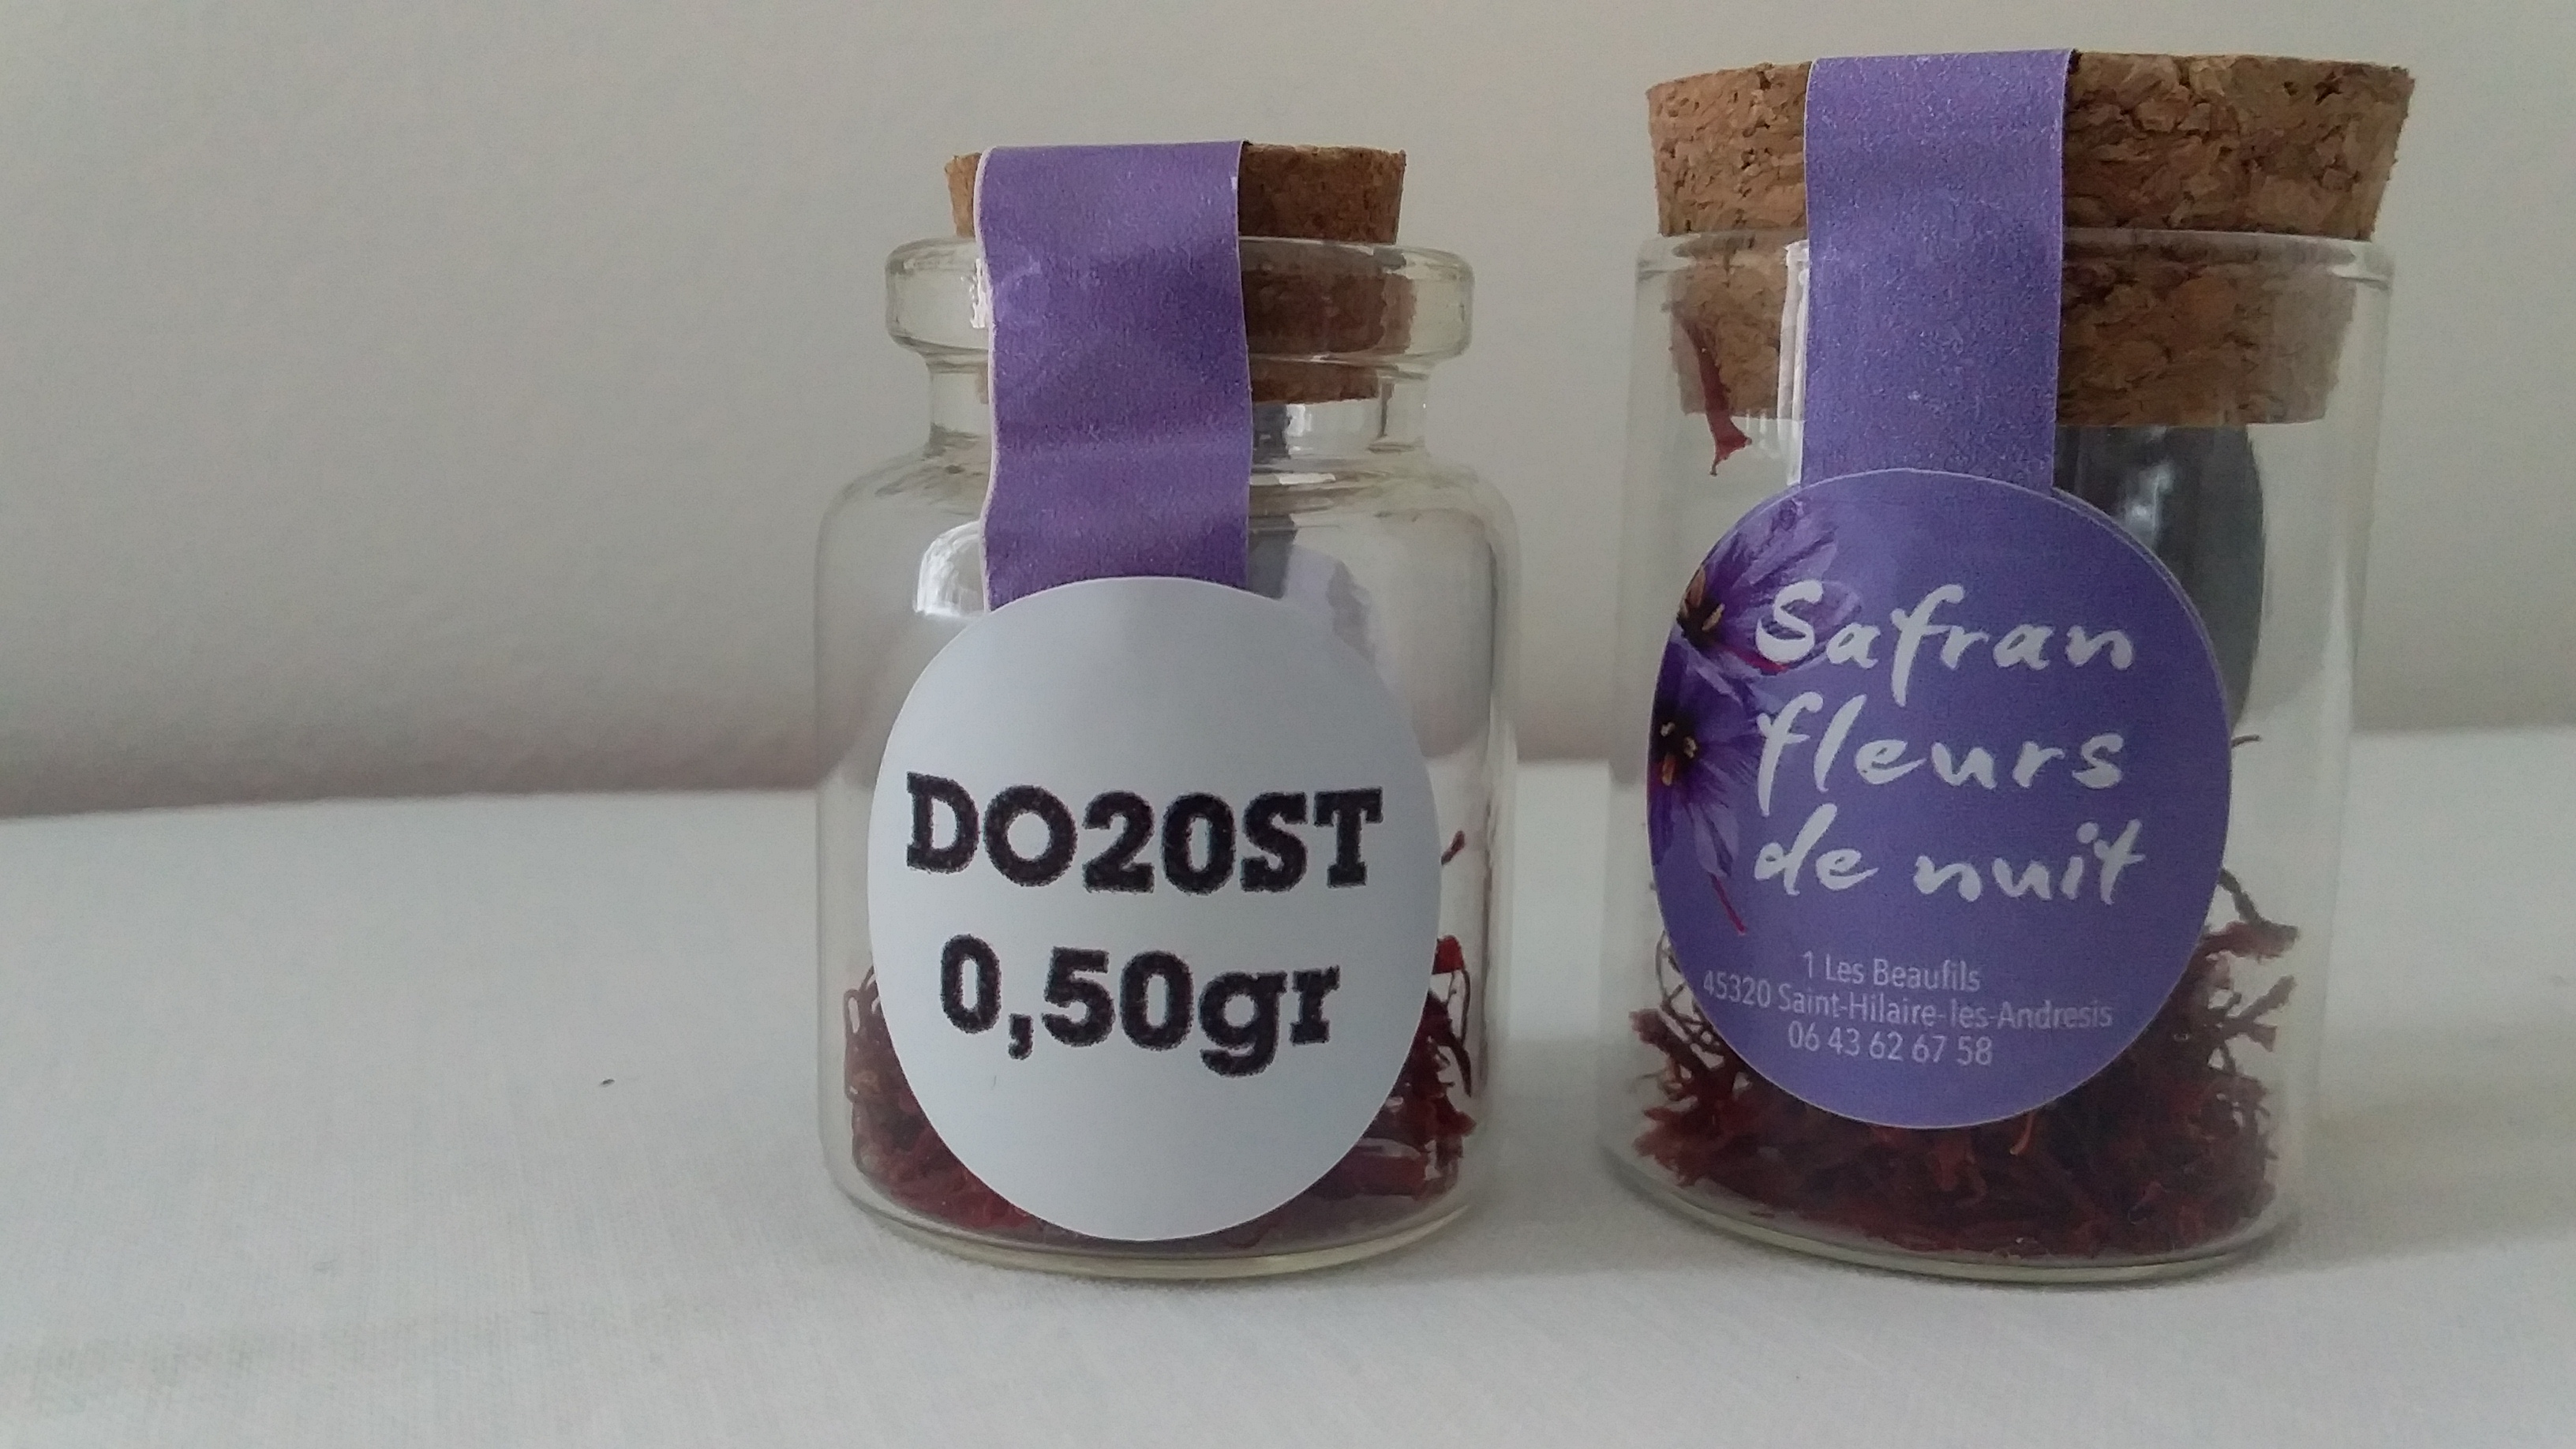 DO20ST
0,50gr
Safran
fleurs
de nuit
1 Les Beaufils
45320 Saint-Hilaire-les-Andresis
06 43 62 67 58